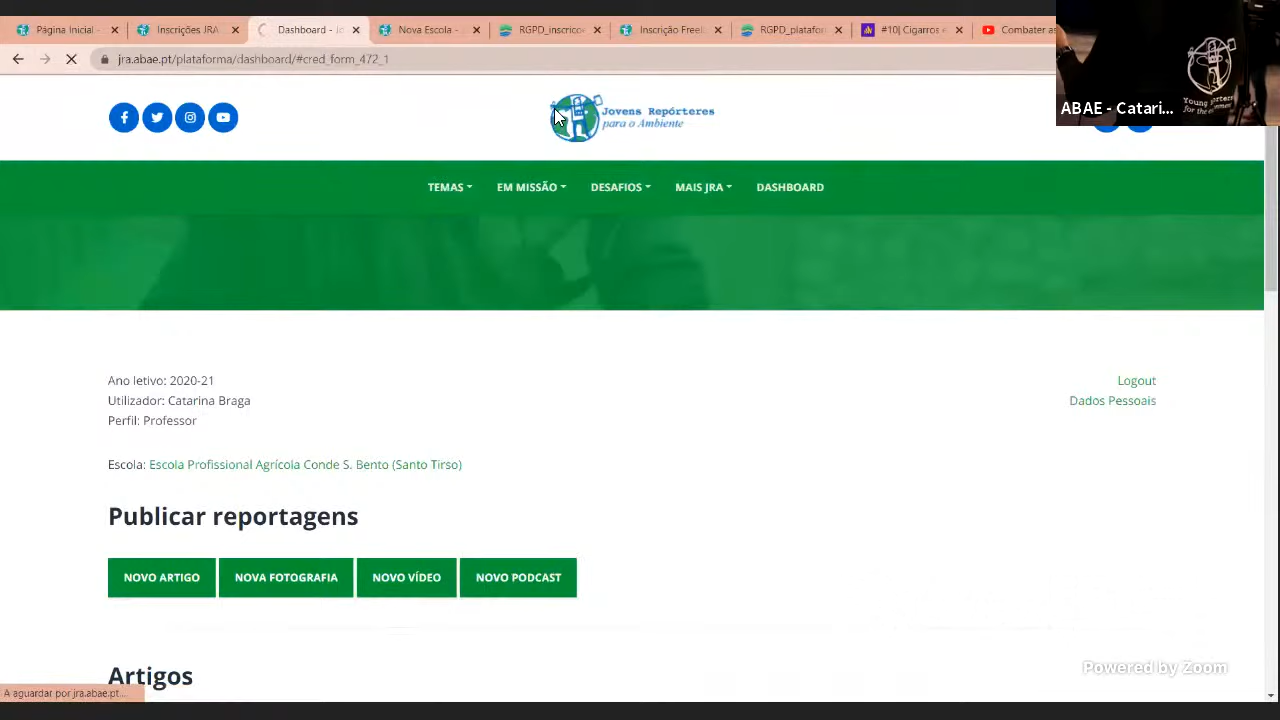 Página Inicial -
Inscrições JRA
Dashboard - Jo
Nova Escola -
RGPD_inscricoe
Inscrição Freel
RGPD_platafor
#10| Cigarros e
Combater as
jra.abae.pt/plataforma/dashboard/#cred_form_472_1
Jovens Repórteres
para o Ambiente
ABAE - Catari...
TEMAS
EM MISSÃO
DESAFIOS
MAIS JRA
DASHBOARD
Ano letivo: 2020-21
Logout
Utilizador: Catarina Braga
Dados Pessoais
Perfil: Professor
Escola: Escola Profissional Agrícola Conde S. Bento (Santo Tirso)
Publicar reportagens
NOVO ARTIGO
NOVA FOTOGRAFIA
NOVO VÍDEO
NOVO PODCAST
Artigos
Powered by Zoom
A aguardar por jra.abae.pt...